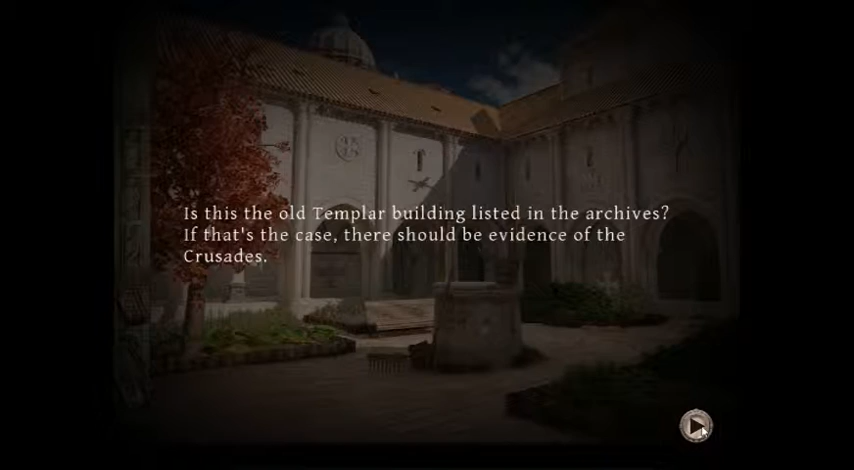 Is this the old Templar building listed in the archives?
If that's the case, there should be evidence of the
Crusades.